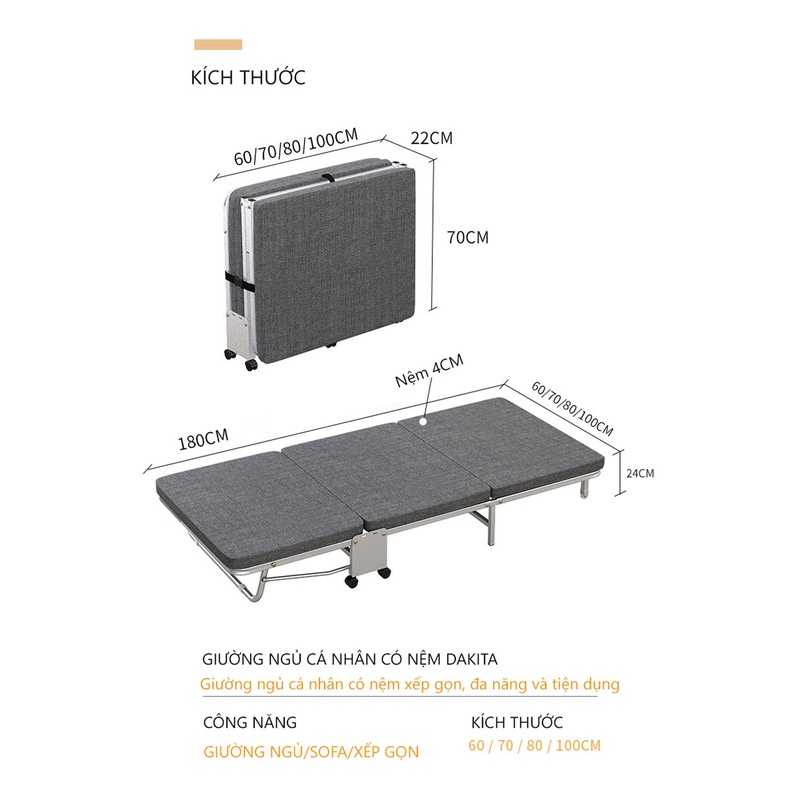 KÍCH THƯỚC
60/70/80/100CM
22CM
70CM
Nệm 4CM
180CM
60/70/80/100CM
24CM
GIƯỜNG NGỦ CÁ NHÂN CÓ NỆM DAKITA
Giường ngủ cá nhân có nệm xếp gọn, đa năng và tiện dụng
CÔNG NĂNG
KÍCH THƯỚC
GIƯỜNG NGỦ/SOFA/XẾP GỌN
60 / 70 / 80 / 100CM